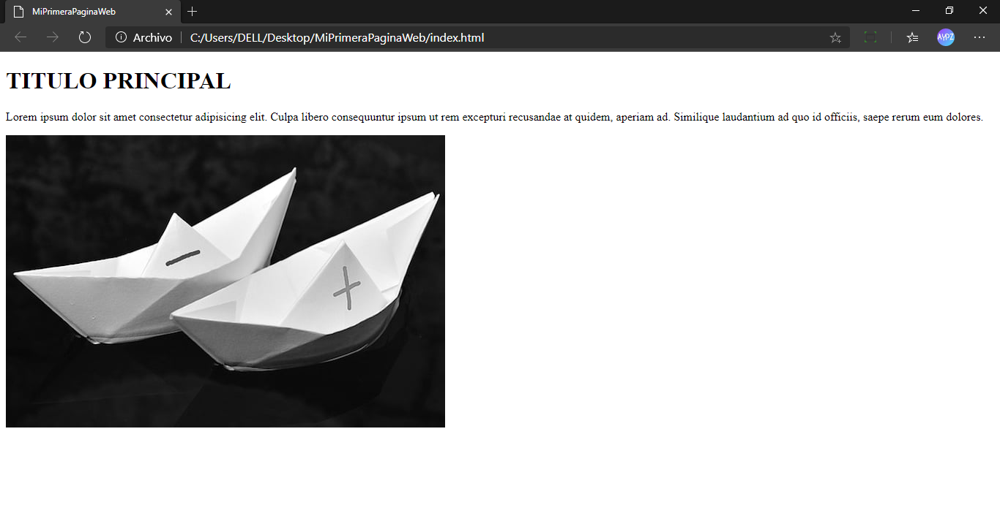 MiPrimeraPaginaWeb
Archivo C:/Users/DELL/Desktop/MiPrimeraPaginaWeb/index.html
AYPZ
TITULO PRINCIPAL
Lorem ipsum dolor sit amet consectetur adipisicing elit. Culpa libero consequuntur ipsum ut rem excepturi recusandae at quidem, aperiam ad. Similique laudantium ad quo id officiis, saepe rerum eum dolores.
−
+